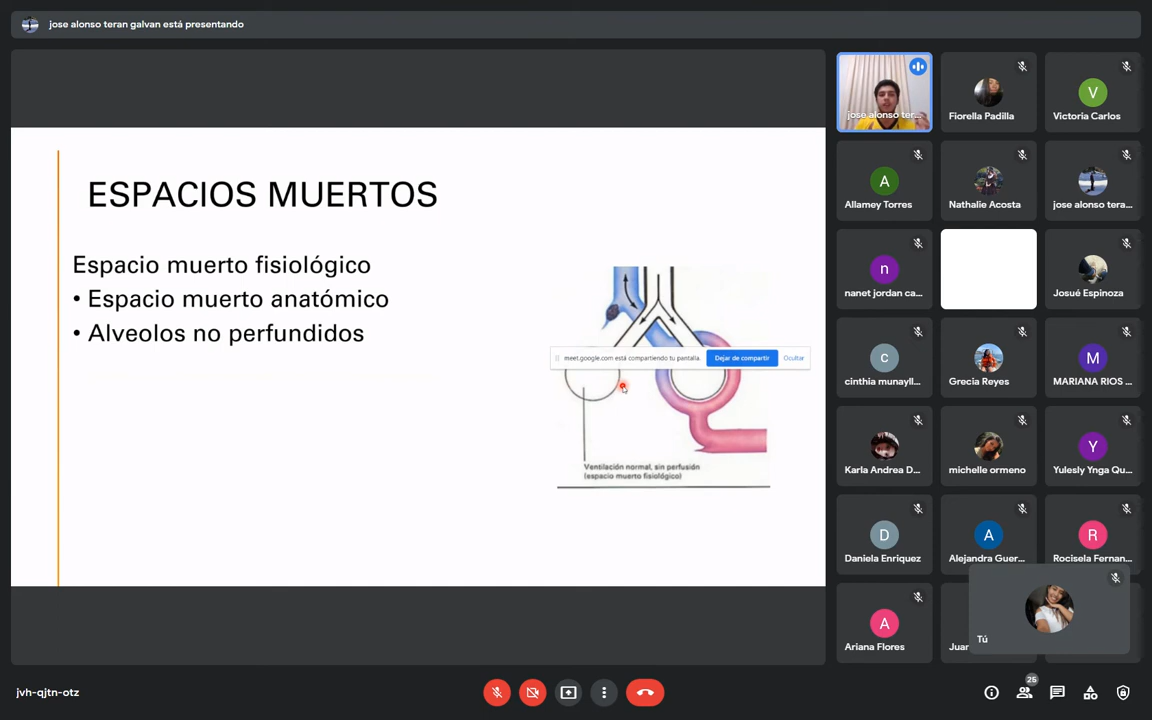 jose alonso teran galvan está presentando
ESPACIOS MUERTOS
Espacio muerto fisiológico
• Espacio muerto anatómico
• Alveolos no perfundidos
meet.google.com está compartiendo tu pantalla.
Dejar de compartir
Ocultar
Ventilación normal, sin perfusión
(espacio muerto fisiológico)
jose alonso ter...
Fiorella Padilla
V
Victoria Carlos
A
Allamey Torres
Nathalie Acosta
jose alonso tera...
n
nanet jordan ca...
Josué Espinoza
c
cinthia munayll...
Grecia Reyes
M
MARIANA RIOS ...
Karla Andrea D...
michelle ormeno
Y
Yulesly Ynga Qu...
D
Daniela Enriquez
A
Alejandra Guer...
R
Rocisela Fernan...
A
Ariana Flores
Juar
Tú
jvh-qjtn-otz
25